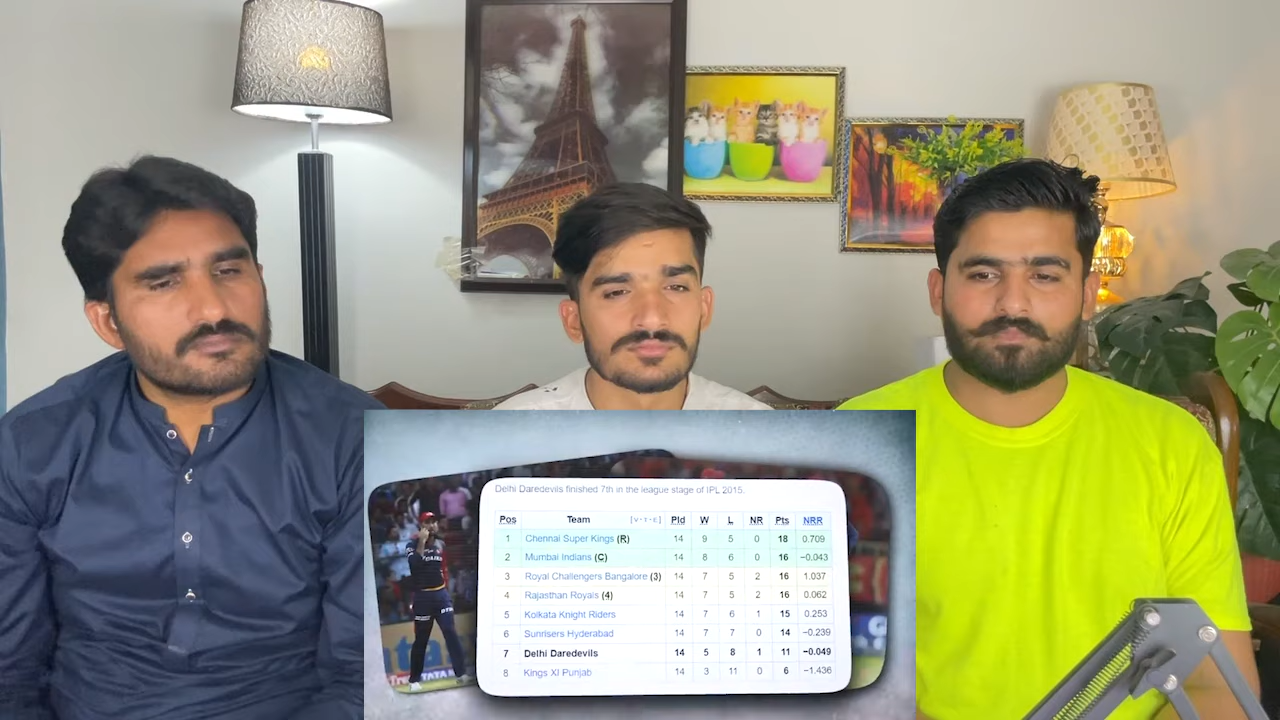 Delhi Daredevils finished 7th in the league stage of IPL 2015.
Pos Team [V·T·E] Pld W L NR Pts NRR
1 Chennai Super Kings (R) 14 9 5 0 18 0.709
2 Mumbai Indians (C) 14 8 6 0 16 −0.043
3 Royal Challengers Bangalore (3) 14 7 5 2 16 1.037
4 Rajasthan Royals (4) 14 7 5 2 16 0.062
5 Kolkata Knight Riders 14 7 6 1 15 0.253
6 Sunrisers Hyderabad 14 7 7 0 14 −0.239
7 Delhi Daredevils 14 5 8 1 11 −0.049
8 Kings XI Punjab 14 3 11 0 6 −1.436